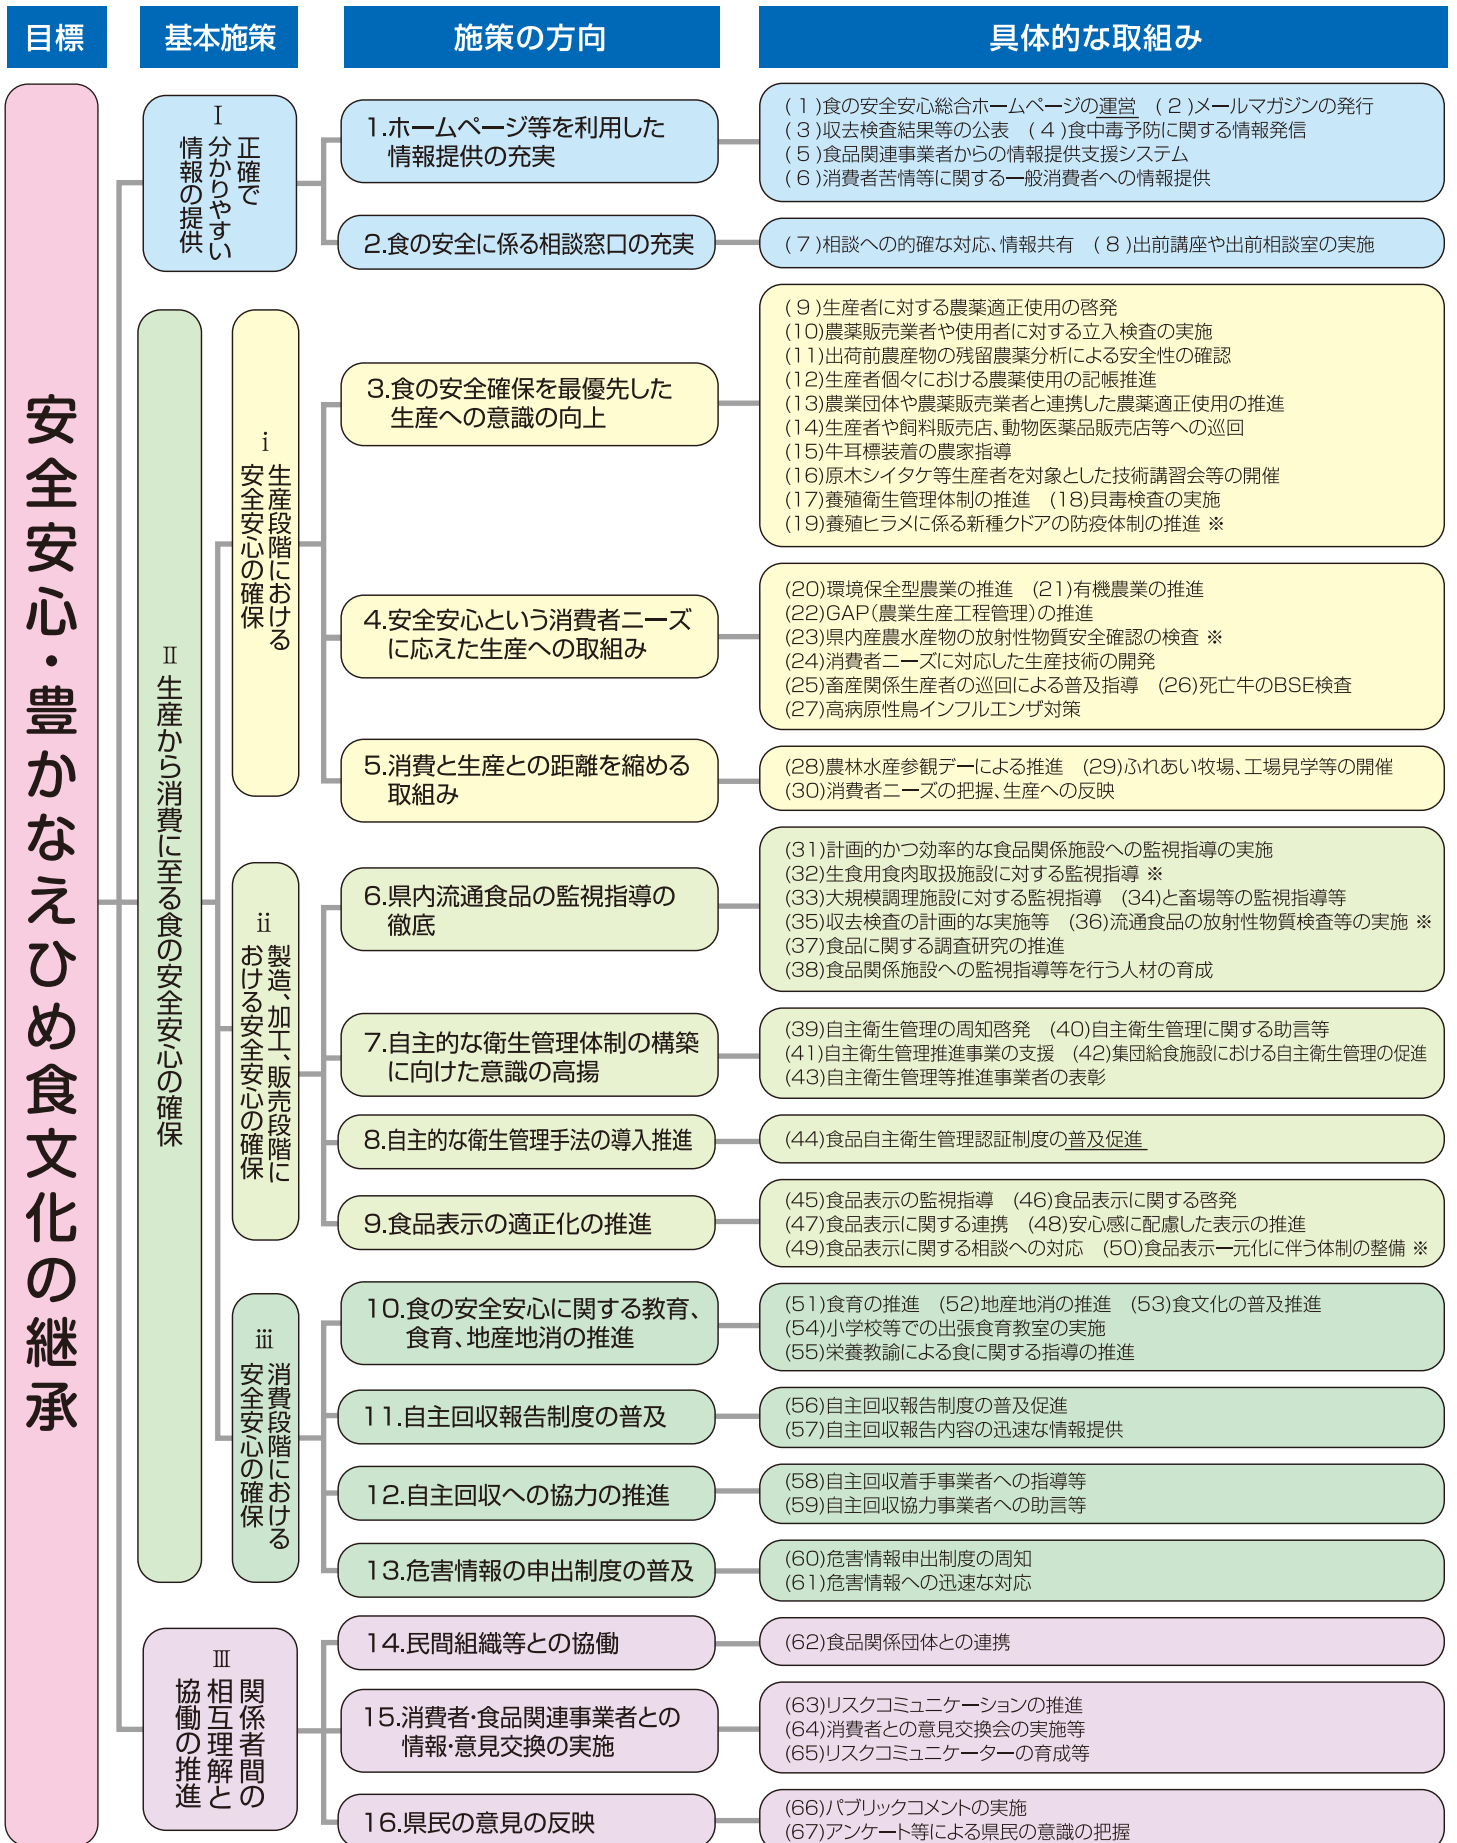 目標
基本施策
施策の方向
具体的な取組み
安全安心・豊かなえひめ食文化の継承
Ⅰ
正確で
分かりやすい
情報の提供
1.ホームページ等を利用した
情報提供の充実
(1)食の安全安心総合ホームページの運営 (2)メールマガジンの発行
(3)収去検査結果等の公表 (4)食中毒予防に関する情報発信
(5)食品関連事業者からの情報提供支援システム
(6)消費者苦情等に関する一般消費者への情報提供
2.食の安全に係る相談窓口の充実
(7)相談への的確な対応、情報共有 (8)出前講座や出前相談室の実施
Ⅱ 生産から消費に至る食の安全安心の確保
ⅰ
生産段階における
安全安心の確保
3.食の安全確保を最優先した
生産への意識の向上
(9)生産者に対する農薬適正使用の啓発
(10)農薬販売業者や使用者に対する立入検査の実施
(11)出荷前農産物の残留農薬分析による安全性の確認
(12)生産者個々における農薬使用の記帳推進
(13)農業団体や農薬販売業者と連携した農薬適正使用の推進
(14)生産者や飼料販売店、動物医薬品販売店等への巡回
(15)牛耳標装着の農家指導
(16)原木シイタケ等生産者を対象とした技術講習会等の開催
(17)養殖衛生管理体制の推進 (18)貝毒検査の実施
(19)養殖ヒラメに係る新種クドアの防疫体制の推進 ※
4.安全安心という消費者ニーズ
に応えた生産への取組み
(20)環境保全型農業の推進 (21)有機農業の推進
(22)GAP(農業生産工程管理)の推進
(23)県内産農水産物の放射性物質安全確認の検査 ※
(24)消費者ニーズに対応した生産技術の開発
(25)畜産関係生産者の巡回による普及指導 (26)死亡牛のBSE検査
(27)高病原性鳥インフルエンザ対策
5.消費と生産との距離を縮める
取組み
(28)農林水産参観デーによる推進 (29)ふれあい牧場、工場見学等の開催
(30)消費者ニーズの把握、生産への反映
ⅱ
製造、加工、販売段階に
おける安全安心の確保
6.県内流通食品の監視指導の
徹底
(31)計画的かつ効率的な食品関係施設への監視指導の実施
(32)生食用食肉取扱施設に対する監視指導 ※
(33)大規模調理施設に対する監視指導 (34)と畜場等の監視指導等
(35)収去検査の計画的な実施等 (36)流通食品の放射性物質検査等の実施 ※
(37)食品に関する調査研究の推進
(38)食品関係施設への監視指導等を行う人材の育成
7.自主的な衛生管理体制の構築
に向けた意識の高揚
(39)自主衛生管理の周知啓発 (40)自主衛生管理に関する助言等
(41)自主衛生管理推進事業の支援 (42)集団給食施設における自主衛生管理の促進
(43)自主衛生管理等推進事業者の表彰
8.自主的な衛生管理手法の導入推進
(44)食品自主衛生管理認証制度の普及促進
9.食品表示の適正化の推進
(45)食品表示の監視指導 (46)食品表示に関する啓発
(47)食品表示に関する連携 (48)安心感に配慮した表示の推進
(49)食品表示に関する相談への対応 (50)食品表示一元化に伴う体制の整備 ※
ⅲ
消費段階における
安全安心の確保
10.食の安全安心に関する教育、
食育、地産地消の推進
(51)食育の推進 (52)地産地消の推進 (53)食文化の普及推進
(54)小学校等での出張食育教室の実施
(55)栄養教諭による食に関する指導の推進
11.自主回収報告制度の普及
(56)自主回収報告制度の普及促進
(57)自主回収報告内容の迅速な情報提供
12.自主回収への協力の推進
(58)自主回収着手事業者への指導等
(59)自主回収協力事業者への助言等
13.危害情報の申出制度の普及
(60)危害情報申出制度の周知
(61)危害情報への迅速な対応
Ⅲ
関係者間の
相互理解と
協働の推進
14.民間組織等との協働
(62)食品関係団体との連携
15.消費者・食品関連事業者との
情報・意見交換の実施
(63)リスクコミュニケーションの推進
(64)消費者との意見交換会の実施等
(65)リスクコミュニケーターの育成等
16.県民の意見の反映
(66)パブリックコメントの実施
(67)アンケート等による県民の意識の把握